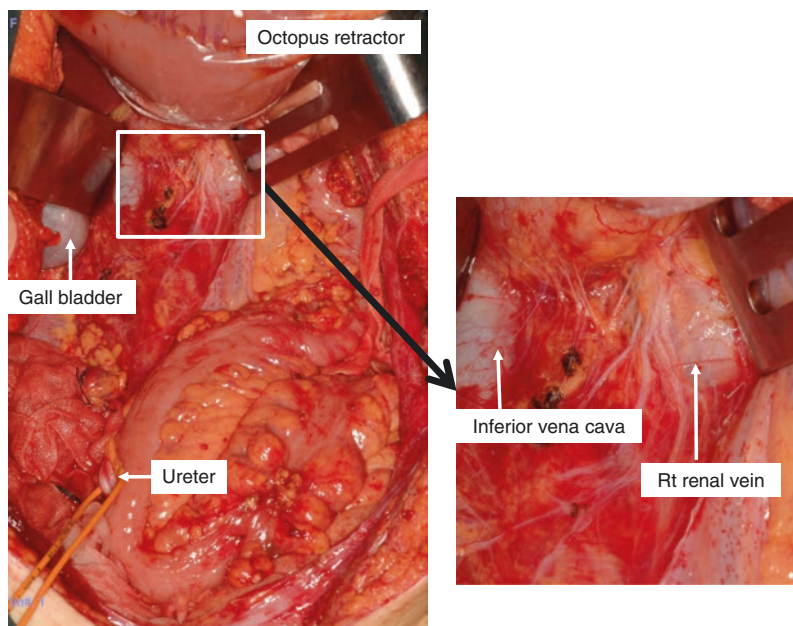 Octopus retractor
Gall bladder
Ureter
Inferior vena cava
Rt renal vein